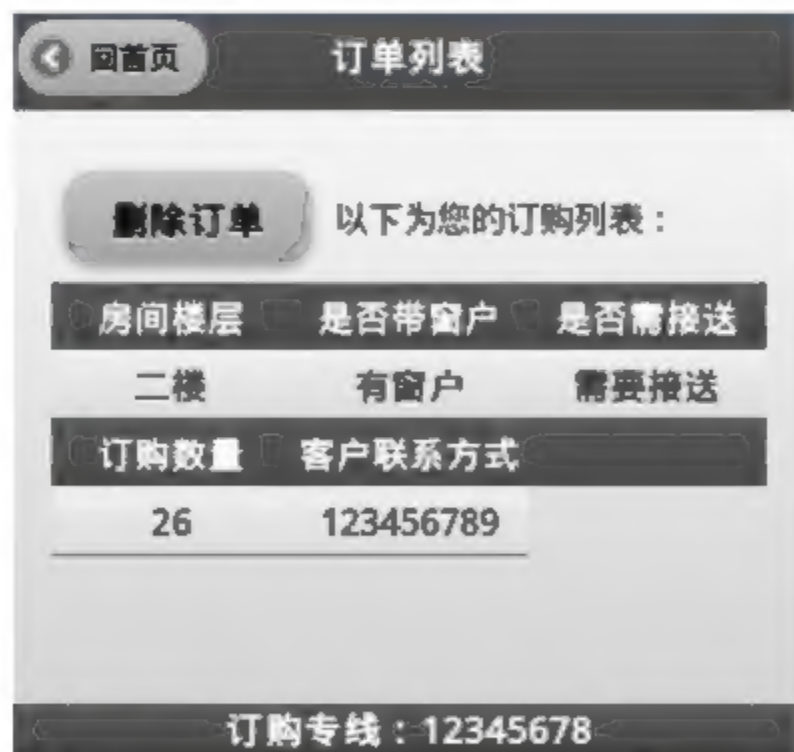 回首页 订单列表
删除订单 以下为您的订购列表：
房间楼层 是否带窗户 是否需接送
二楼 有窗户 需要接送
订购数量 客户联系方式
26 123456789
订购专线：12345678